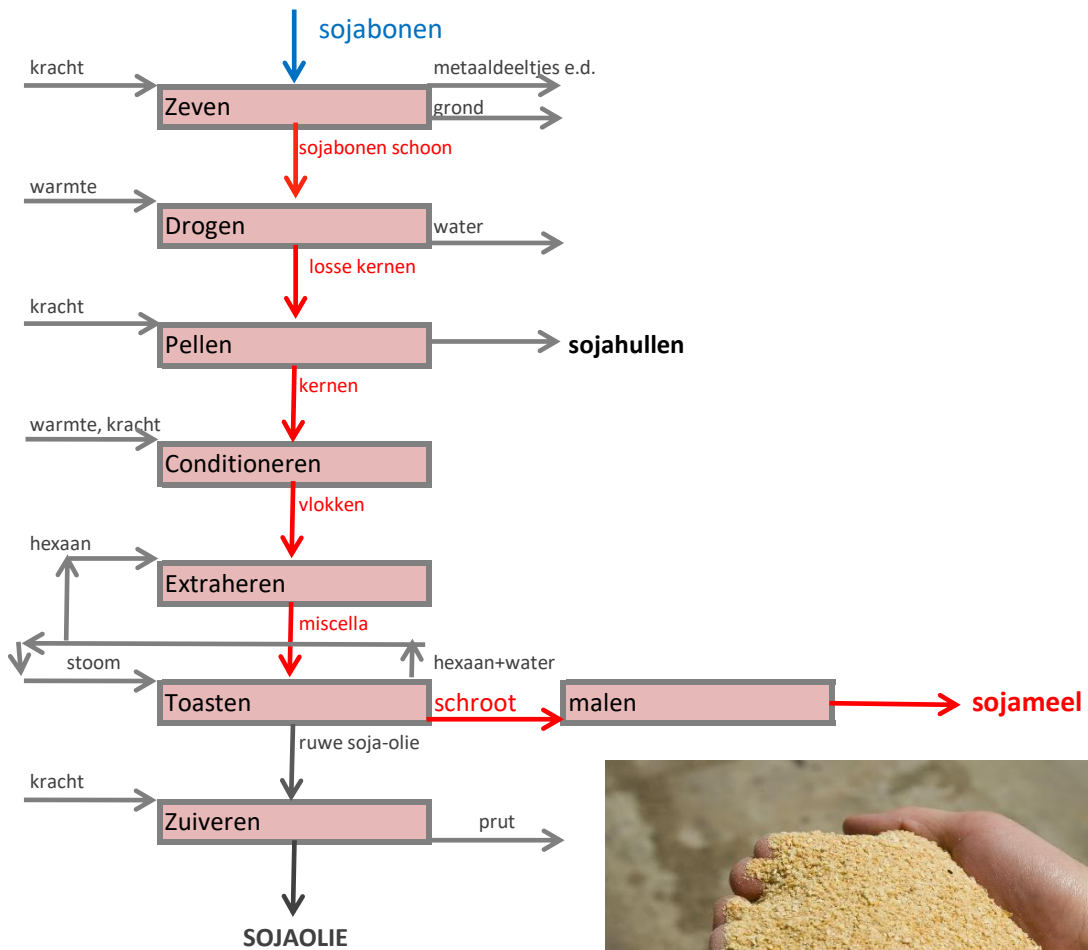 sojabonen
kracht
metaaldeeltjes e.d.
Zeven
grond
sojabonen schoon
warmte
Drogen
water
losse kernen
kracht
Pellen
sojahullen
kernen
warmte, kracht
Conditioneren
vlokken
hexaan
Extraheren
miscella
stoom
hexaan+water
Toasten
schroot
malen
sojameel
ruwe soja-olie
kracht
Zuiveren
prut
SOJAOLIE